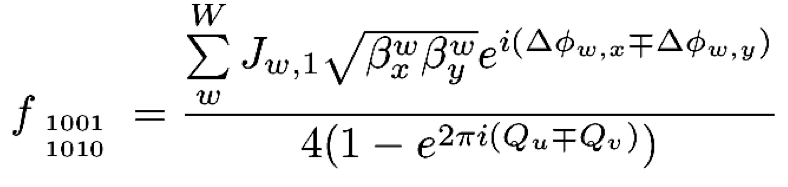 f_{\substack{1001 \\ 1010}} = \frac{\sum_{w}^{W} J_{w,1} \sqrt{\beta_x^w \beta_y^w} e^{i(\Delta\phi_{w,x} \mp \Delta\phi_{w,y})}}{4(1 - e^{2\pi i(Q_u \mp Q_v)})}